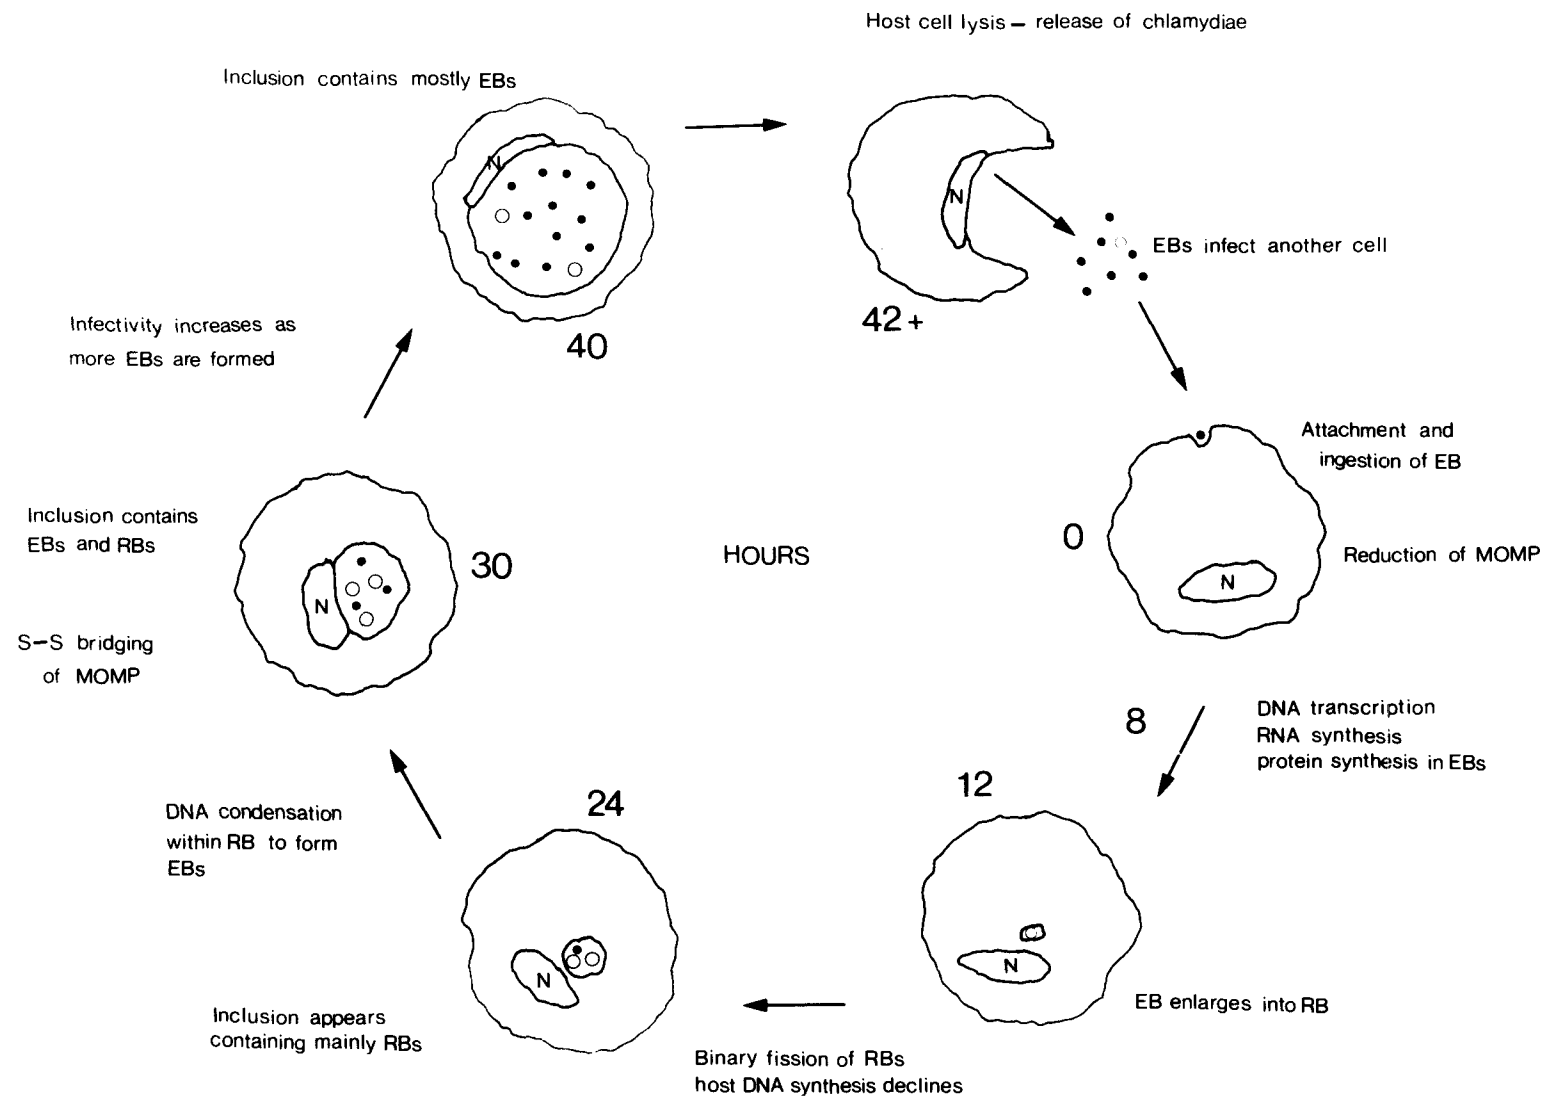 Host cell lysis – release of chlamydiae
Inclusion contains mostly EBs
N
40
N
42+
EBs infect another cell
Attachment and
ingestion of EB
0
N
Reduction of MOMP
HOURS
8
DNA transcription
RNA synthesis
protein synthesis in EBs
12
N
EB enlarges into RB
Binary fission of RBs
host DNA synthesis declines
24
N
Inclusion appears
containing mainly RBs
DNA condensation
within RB to form
EBs
30
N
Inclusion contains
EBs and RBs
S–S bridging
of MOMP
Infectivity increases as
more EBs are formed